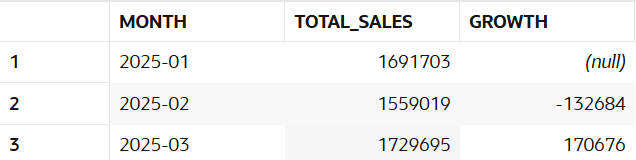 MONTH TOTAL_SALES GROWTH
1 2025-01 1691703 (null)
2 2025-02 1559019 -132684
3 2025-03 1729695 170676